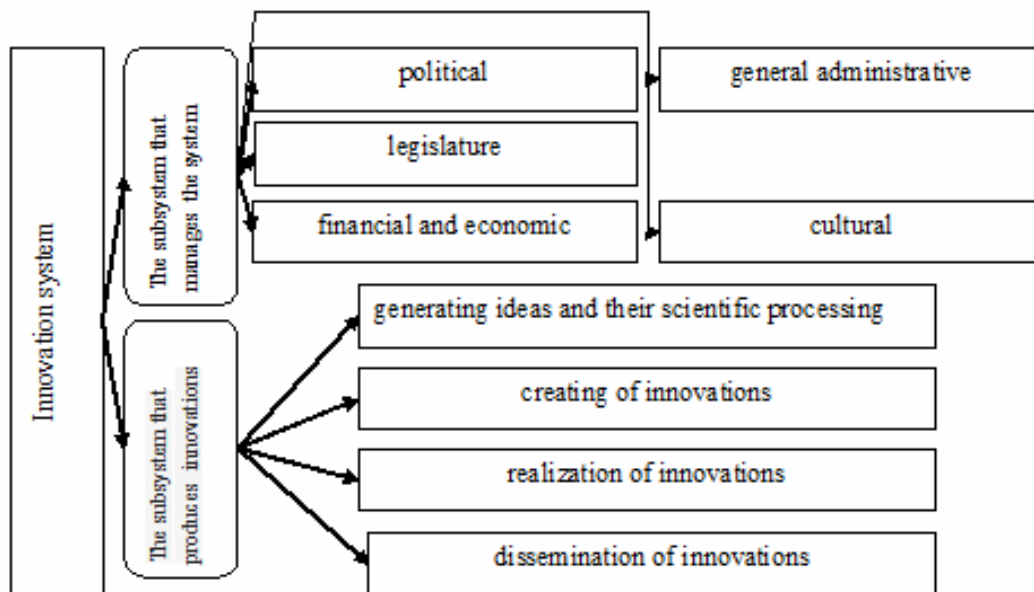 Innovation system
The subsystem that
manages the system
political
general administrative
legislature
financial and economic
cultural
The subsystem that
produces innovations
generating ideas and their scientific processing
creating of innovations
realization of innovations
dissemination of innovations